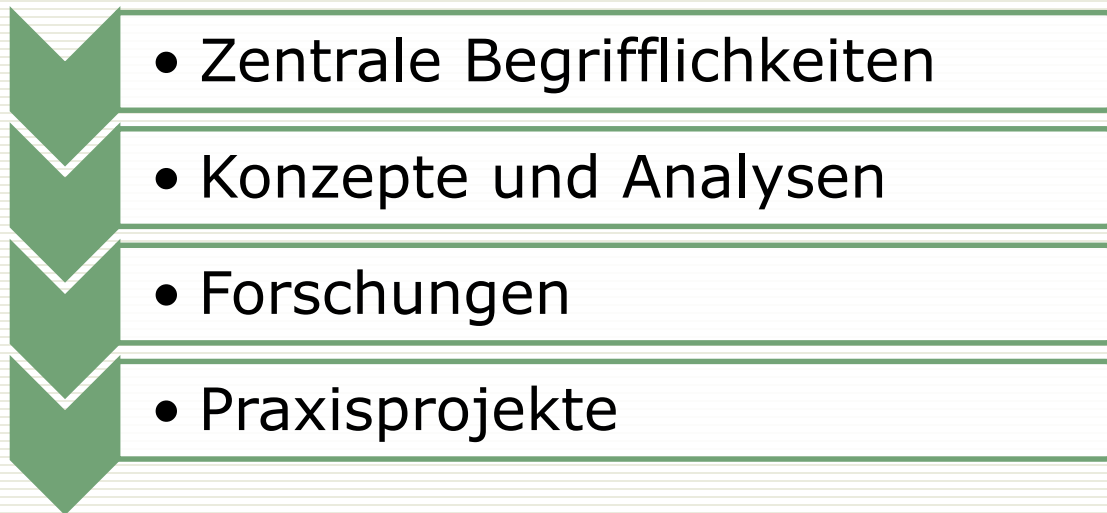 • Zentrale Begrifflichkeiten
• Konzepte und Analysen
• Forschungen
• Praxisprojekte